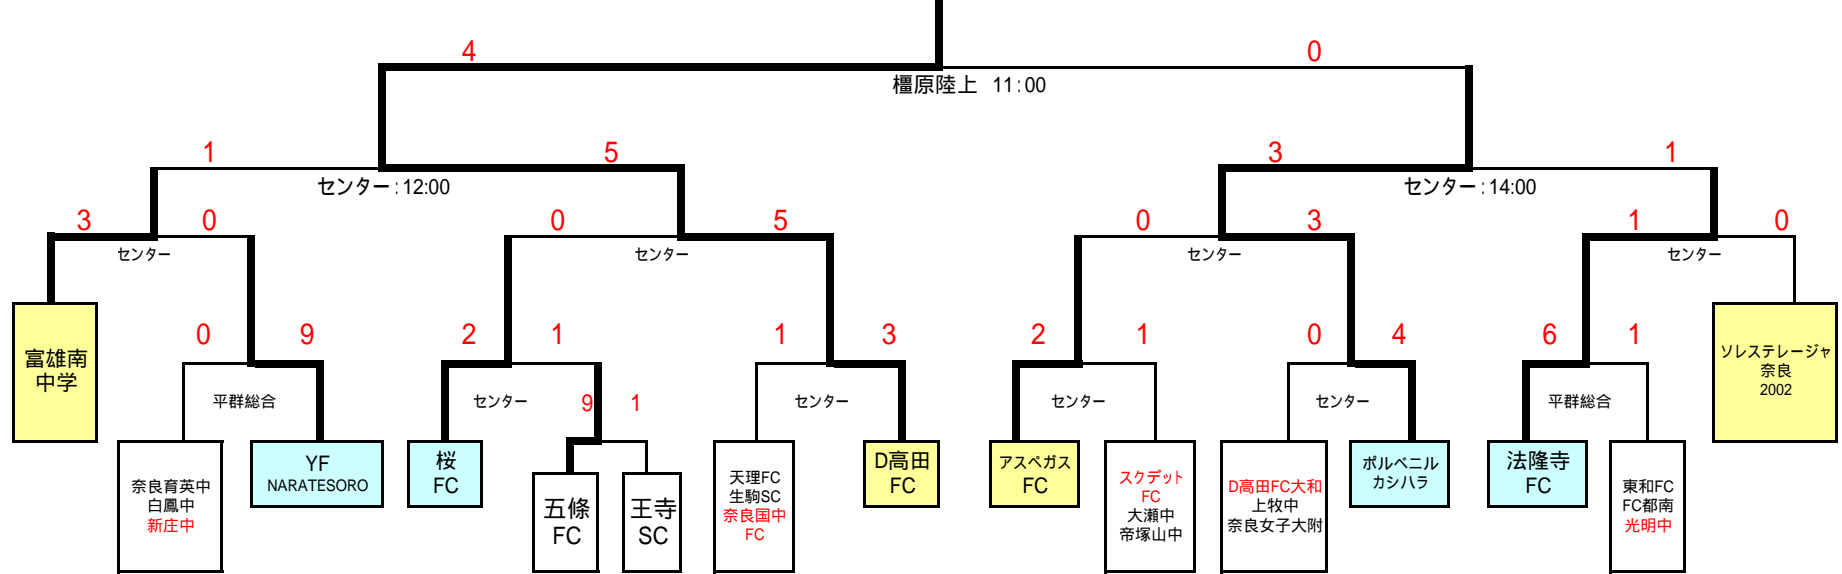 4 0
橿原陸上 11:00
1 5 3 1
センター:12:00 センター:14:00
3 0 0 5 0 3 1 0
センター センター センター センター
0 9 2 1 1 3 2 1 0 4 6 1
富雄南
中学
ソレステレージャ
奈良
2002
平群総合 センター 9 1 センター センター センター 平群総合
奈良育英中
白鳳中
新庄中
YF
NARATESORO
桜
FC
五條
FC
王寺
SC
天理FC
生駒SC
奈良国中
FC
D高田
FC
アスペガス
FC
スクデット
FC
大瀬中
帝塚山中
D高田FC大和
上牧中
奈良女子大附
ポルベニル
カシハラ
法隆寺
FC
東和FC
FC都南
光明中